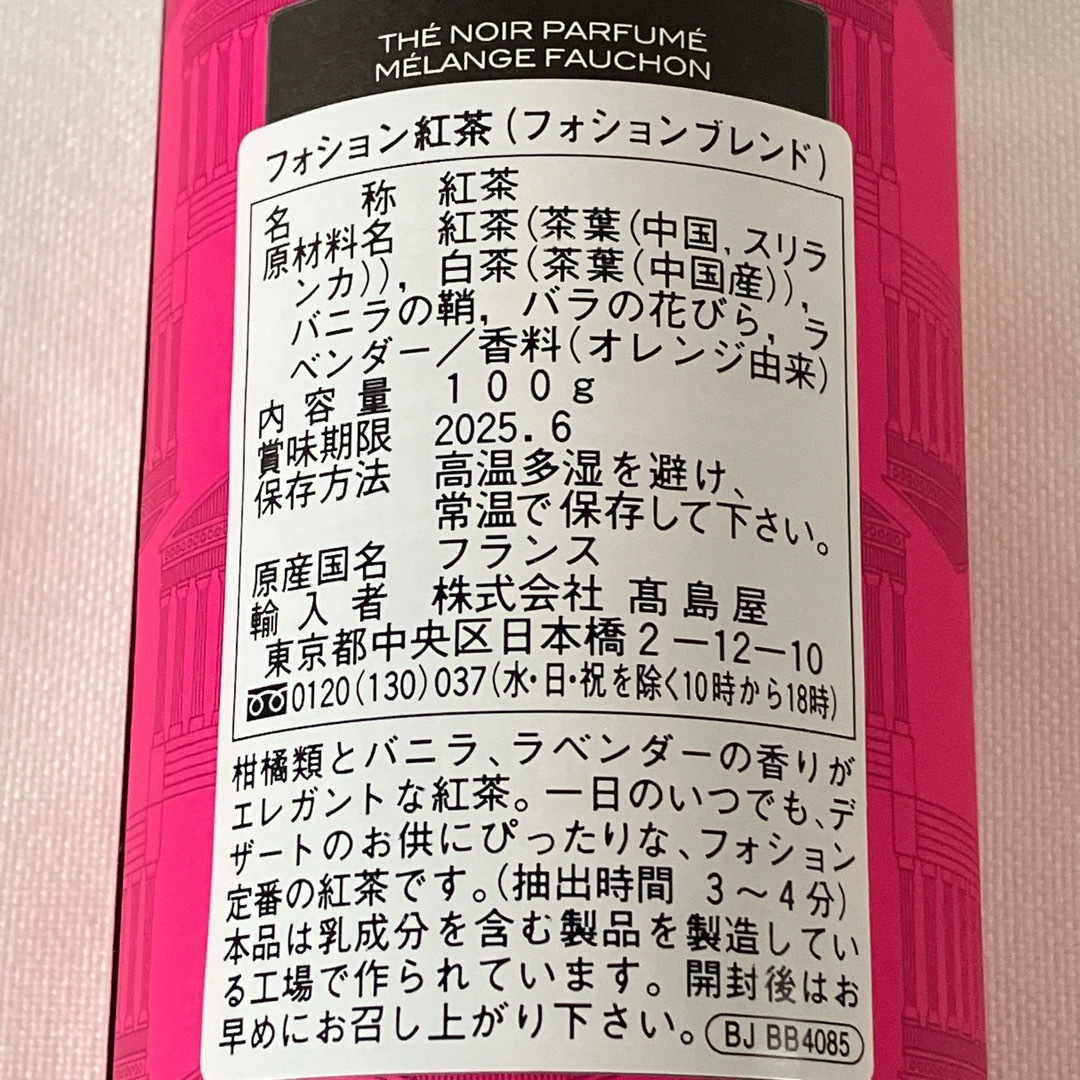 THÉ NOIR PARFUMÉ
MÉLANGE FAUCHON
フォション紅茶(フォションブレンド)
名称 紅茶
原材料名 紅茶(茶葉(中国,スリラ
ンカ)),白茶(茶葉(中国産)),
バニラの鞘,バラの花びら,ラ
ベンダー/香料(オレンジ由来)
内容量 100g
賞味期限 2025.6
保存方法 高温多湿を避け、
常温で保存して下さい。
原産国名 フランス
輸入者 株式会社 髙島屋
東京都中央区日本橋2-12-10
0120(130)037(水・日・祝を除く10時から18時)
柑橘類とバニラ、ラベンダーの香りが
エレガントな紅茶。一日のいつでも、デ
ザートのお供にぴったりな、フォション
定番の紅茶です。(抽出時間 3~4分)
本品は乳成分を含む製品を製造してい
る工場で作られています。開封後はお
早めにお召し上がり下さい。
BJ BB4085